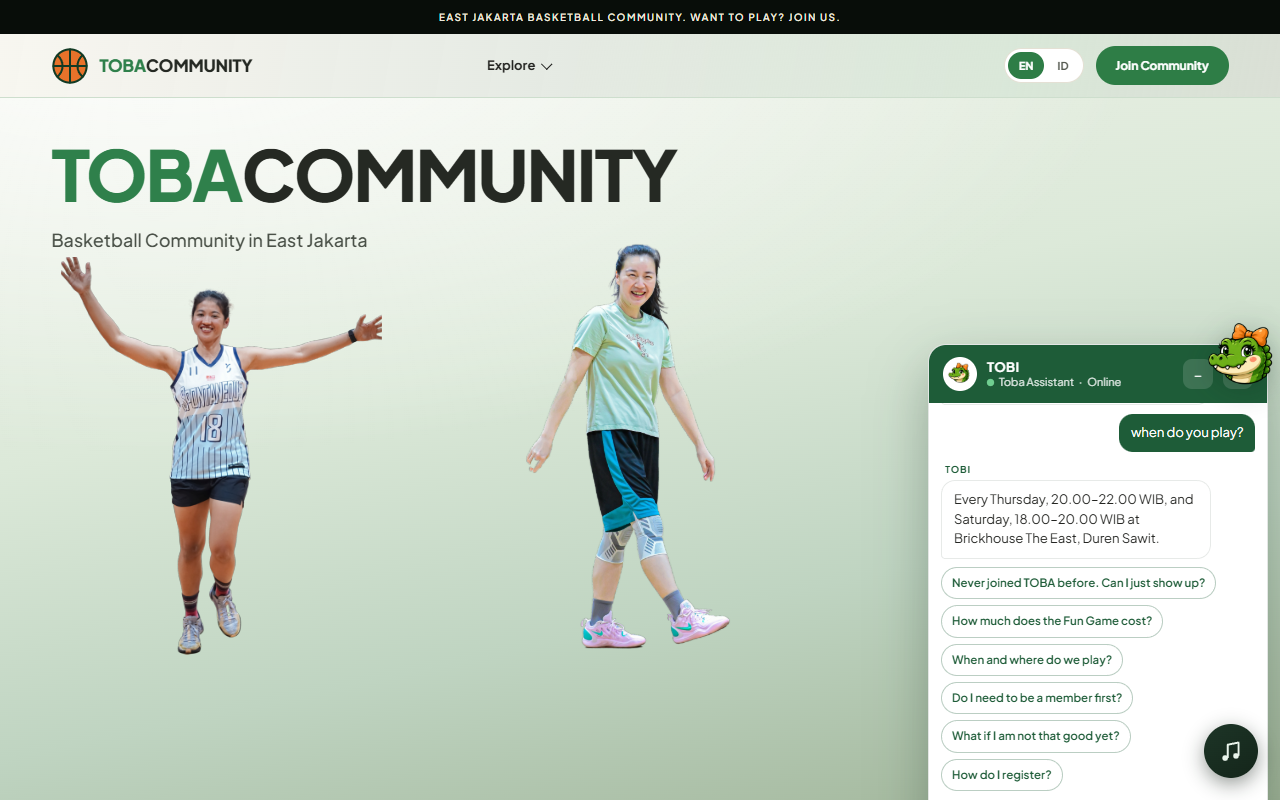 EAST JAKARTA BASKETBALL COMMUNITY. WANT TO PLAY? JOIN US.
TOBACOMMUNITY
Explore
EN
ID
Join Community
TOBACOMMUNITY
Basketball Community in East Jakarta
SPONTANEOUS
18
TOBI
Toba Assistant · Online
–
when do you play?
TOBI
Every Thursday, 20.00–22.00 WIB, and
Saturday, 18.00–20.00 WIB at
Brickhouse The East, Duren Sawit.
Never joined TOBA before. Can I just show up?
How much does the Fun Game cost?
When and where do we play?
Do I need to be a member first?
What if I am not that good yet?
How do I register?